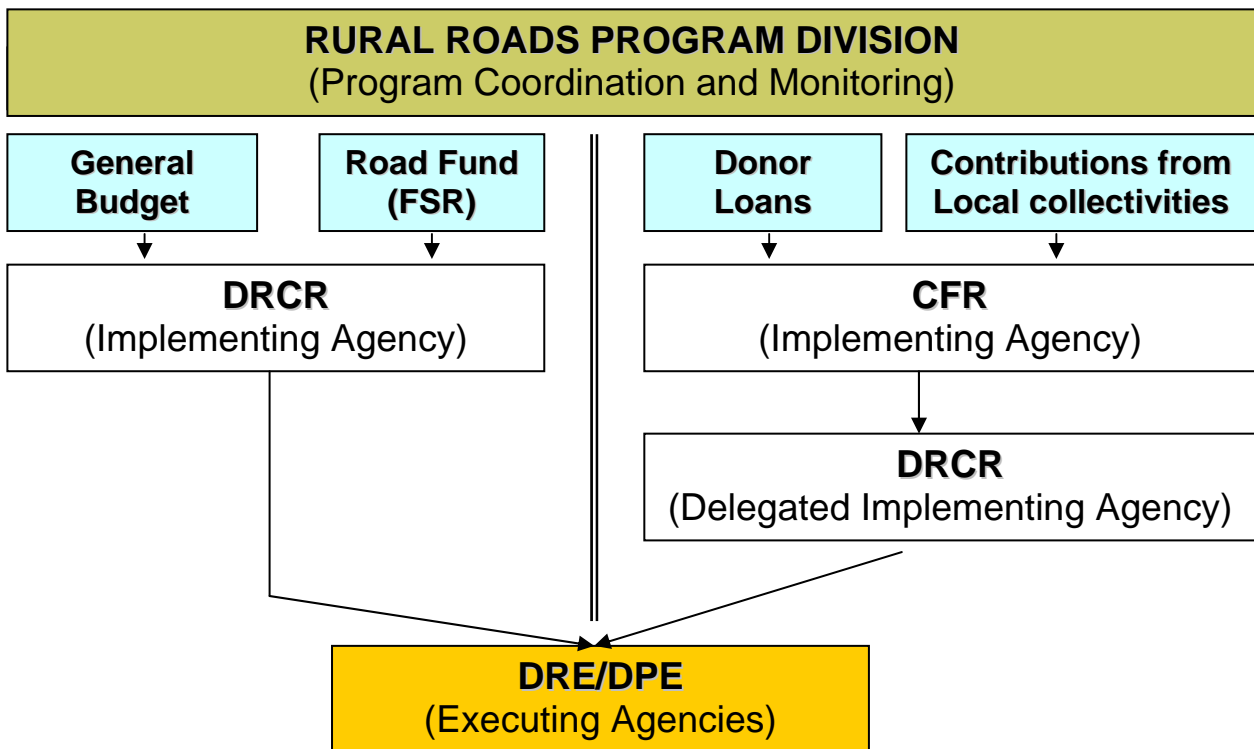 RURAL ROADS PROGRAM DIVISION
(Program Coordination and Monitoring)
General
Budget
Road Fund
(FSR)
Donor
Loans
Contributions from
Local collectivities
DRCR
(Implementing Agency)
CFR
(Implementing Agency)
DRCR
(Delegated Implementing Agency)
DRE/DPE
(Executing Agencies)